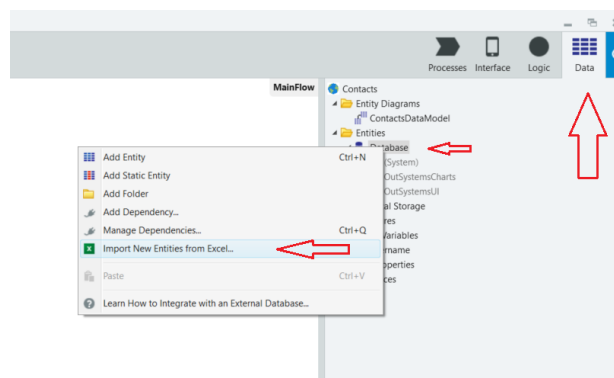 Processes Interface Logic Data
MainFlow
Contacts
Entity Diagrams
ContactsDataModel
Entities
Database
(System)
OutSystemsCharts
OutSystemsUI
Add Entity Ctrl+N
Add Static Entity
Add Folder
Add Dependency...
Manage Dependencies... Ctrl+Q
Import New Entities from Excel...
Paste Ctrl+V
Learn How to Integrate with an External Database...